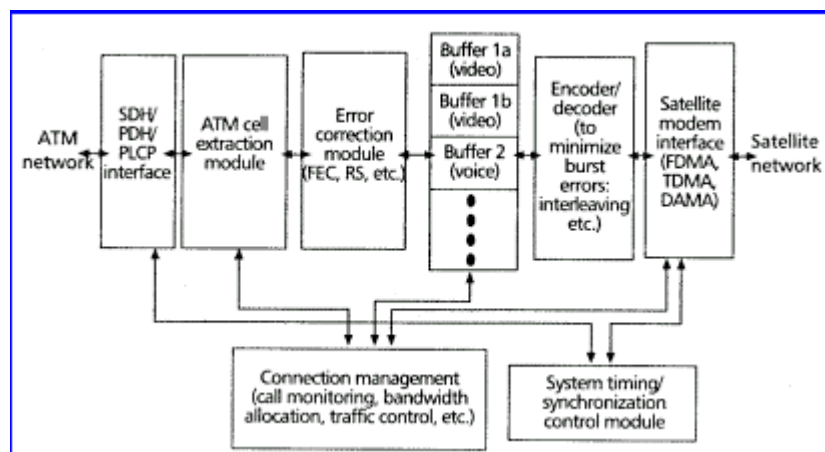 ATM
network
SDH/
PDH/
PLCP
interface
ATM cell
extraction
module
Error
correction
module
(FEC, RS, etc.)
Buffer 1a
(video)
Buffer 1b
(video)
Buffer 2
(voice)
Encoder/
decoder
(to
minimize
burst
errors:
interleaving
etc.)
Satellite
modem
interface
(FDMA,
TDMA,
DAMA)
Satellite
network
Connection management
(call monitoring, bandwidth
allocation, traffic control, etc.)
System timing/
synchronization
control module